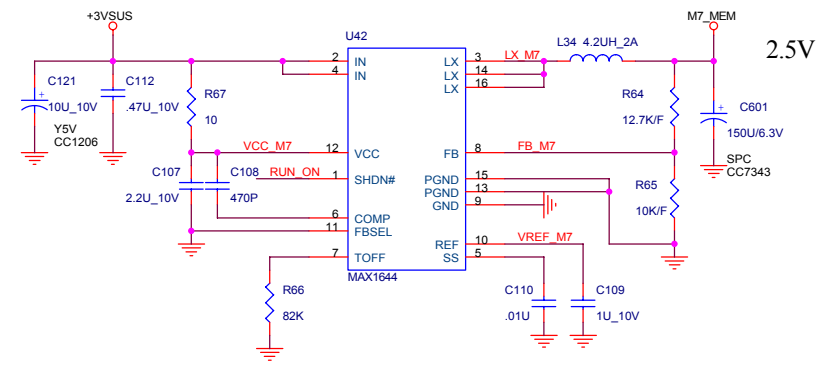 +3VSUS
M7_MEM
2.5V
U42
L34 4.2UH_2A
2 IN
4 IN
LX 3 LX_M7
LX 14
LX 16
C121
10U_10V
Y5V
CC1206
C112
.47U_10V
R67
10
R64
12.7K/F
C601
150U/6.3V
SPC
CC7343
VCC_M7 12 VCC
FB 8 FB_M7
C107
2.2U_10V
C108
470P
RUN_ON 1 SHDN#
PGND 15
PGND 13
GND 9
R65
10K/F
6 COMP
11 FBSEL
REF 10 VREF_M7
7 TOFF
SS 5
MAX1644
R66
82K
C110
.01U
C109
1U_10V
+
+